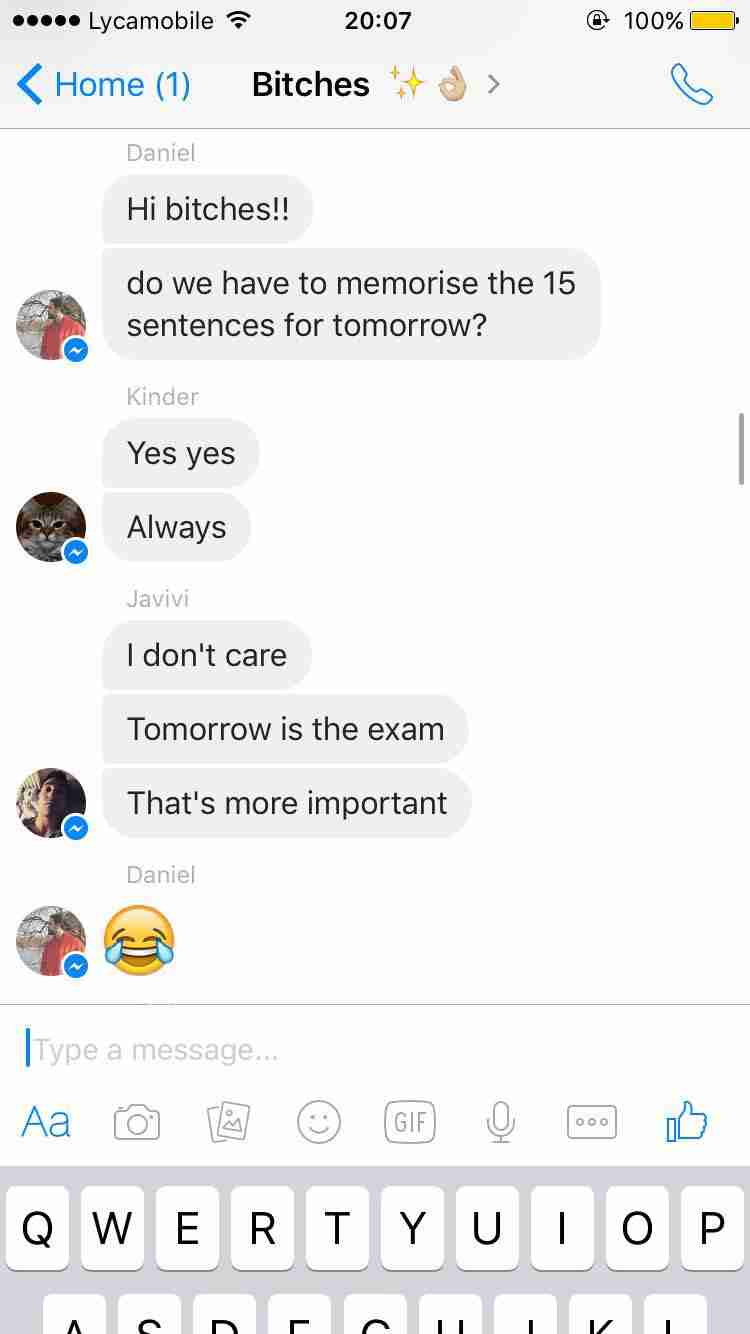 Lycamobile 20:07 100%
Home (1) Bitches ✨👌🏼
Daniel
Hi bitches!!
do we have to memorise the 15
sentences for tomorrow?
Kinder
Yes yes
Always
Javivi
I don't care
Tomorrow is the exam
That's more important
Daniel
😂
Type a message...
Aa GIF
Q W E R T Y U I O P
A S D F G H J K L